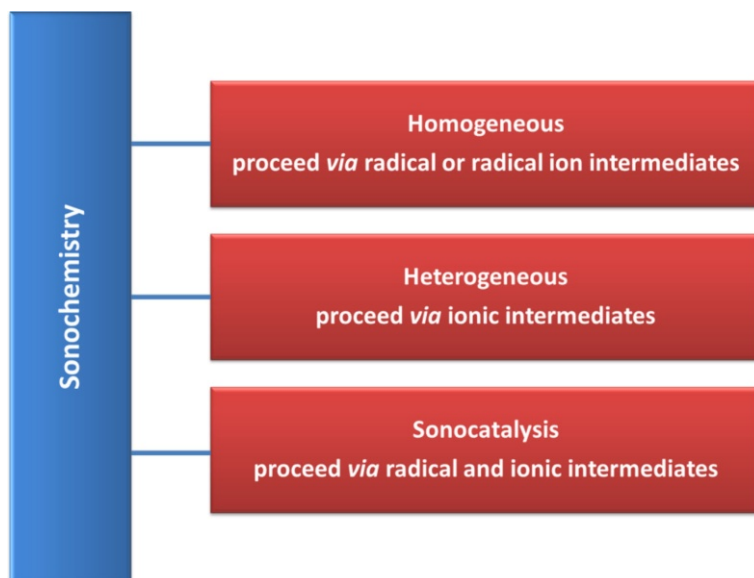 Sonochemistry
Homogeneous
proceed via radical or radical ion intermediates
Heterogeneous
proceed via ionic intermediates
Sonocatalysis
proceed via radical and ionic intermediates